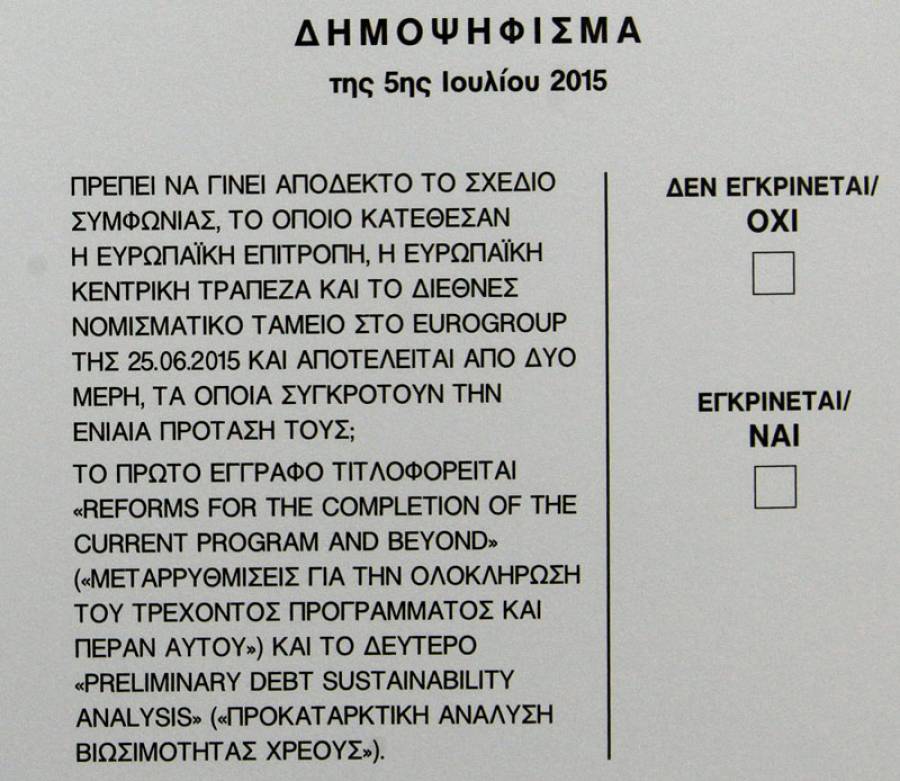 ΔΗΜΟΨΗΦΙΣΜΑ
της 5ης Ιουλίου 2015
ΠΡΕΠΕΙ ΝΑ ΓΙΝΕΙ ΑΠΟΔΕΚΤΟ ΤΟ ΣΧΕΔΙΟ
ΣΥΜΦΩΝΙΑΣ, ΤΟ ΟΠΟΙΟ ΚΑΤΕΘΕΣΑΝ
Η ΕΥΡΩΠΑΪΚΗ ΕΠΙΤΡΟΠΗ, Η ΕΥΡΩΠΑΪΚΗ
ΚΕΝΤΡΙΚΗ ΤΡΑΠΕΖΑ ΚΑΙ ΤΟ ΔΙΕΘΝΕΣ
ΝΟΜΙΣΜΑΤΙΚΟ ΤΑΜΕΙΟ ΣΤΟ EUROGROUP
ΤΗΣ 25.06.2015 ΚΑΙ ΑΠΟΤΕΛΕΙΤΑΙ ΑΠΟ ΔΥΟ
ΜΕΡΗ, ΤΑ ΟΠΟΙΑ ΣΥΓΚΡΟΤΟΥΝ ΤΗΝ
ΕΝΙΑΙΑ ΠΡΟΤΑΣΗ ΤΟΥΣ;
ΤΟ ΠΡΩΤΟ ΕΓΓΡΑΦΟ ΤΙΤΛΟΦΟΡΕΙΤΑΙ
«REFORMS FOR THE COMPLETION OF THE
CURRENT PROGRAM AND BEYOND»
(«ΜΕΤΑΡΡΥΘΜΙΣΕΙΣ ΓΙΑ ΤΗΝ ΟΛΟΚΛΗΡΩΣΗ
ΤΟΥ ΤΡΕΧΟΝΤΟΣ ΠΡΟΓΡΑΜΜΑΤΟΣ ΚΑΙ
ΠΕΡΑΝ ΑΥΤΟΥ») ΚΑΙ ΤΟ ΔΕΥΤΕΡΟ
«PRELIMINARY DEBT SUSTAINABILITY
ANALYSIS» («ΠΡΟΚΑΤΑΡΚΤΙΚΗ ΑΝΑΛΥΣΗ
ΒΙΩΣΙΜΟΤΗΤΑΣ ΧΡΕΟΥΣ»).
ΔΕΝ ΕΓΚΡΙΝΕΤΑΙ/
ΟΧΙ
ΕΓΚΡΙΝΕΤΑΙ/
ΝΑΙ